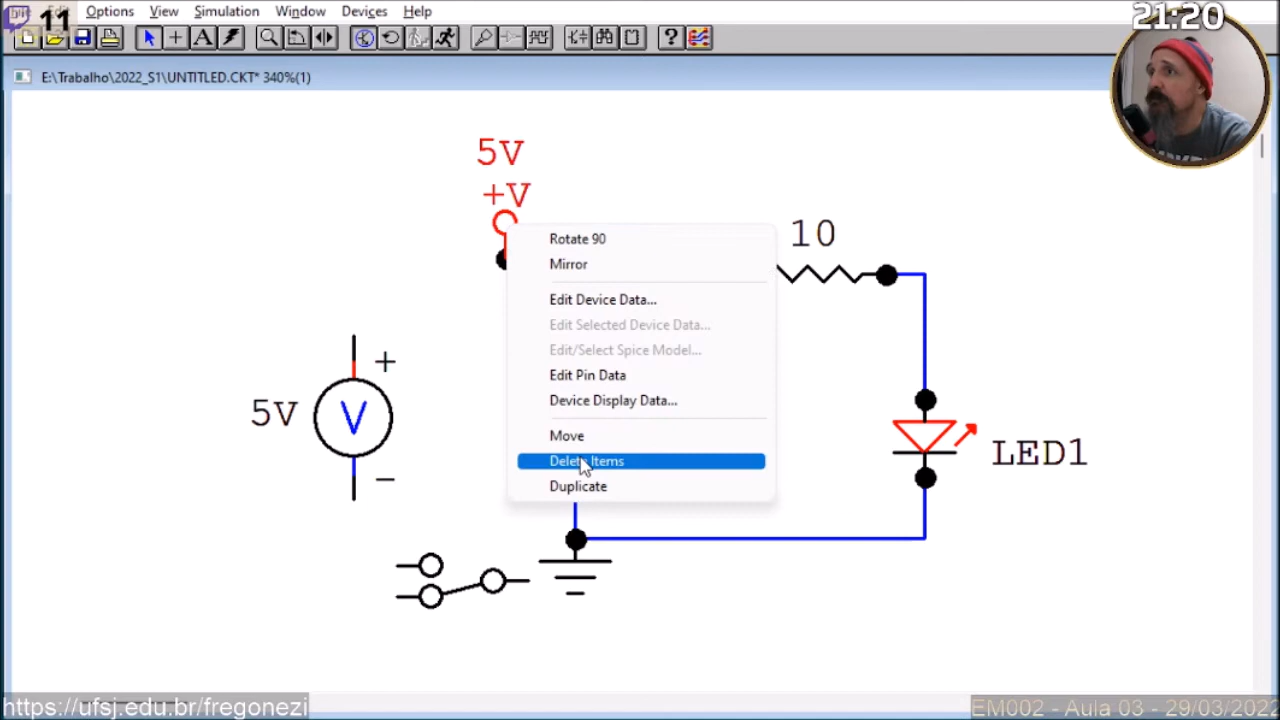 11
21:20
Options View Simulation Window Devices Help
E:\Trabalho\2022_S1\UNTITLED.CKT* 340%(1)
5V
+V
10
Rotate 90
Mirror
Edit Device Data...
Edit Selected Device Data...
Edit/Select Spice Model...
Edit Pin Data
Device Display Data...
Move
Delete Items
Duplicate
+
5V
V
−
LED1
https://ufsj.edu.br/fregonezi
EM002 - Aula 03 - 29/03/2022